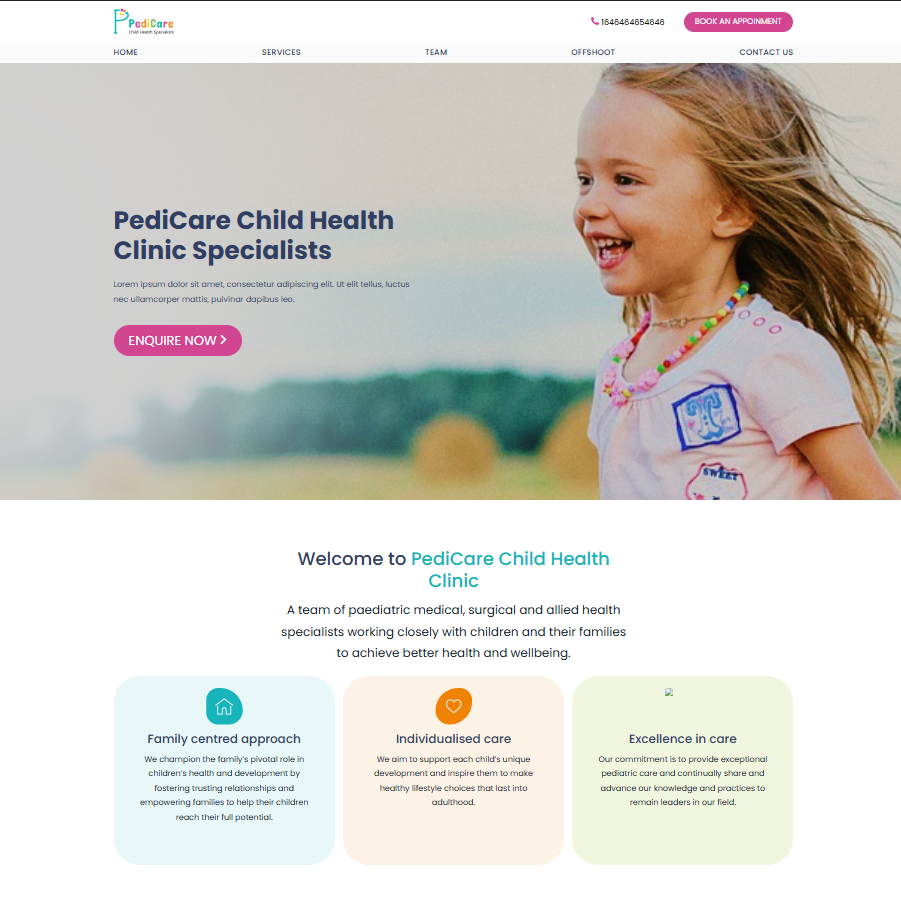 PediCare
Child Health Specialists
1646464654646
BOOK AN APPOINMENT
HOME
SERVICES
TEAM
OFFSHOOT
CONTACT US
PediCare Child Health
Clinic Specialists
Lorem ipsum dolor sit amet, consectetur adipiscing elit. Ut elit tellus, luctus
nec ullamcorper mattis, pulvinar dapibus leo.
ENQUIRE NOW
SWEET
Welcome to PediCare Child Health
Clinic
A team of paediatric medical, surgical and allied health
specialists working closely with children and their families
to achieve better health and wellbeing.
Family centred approach
We champion the family's pivotal role in
children's health and development by
fostering trusting relationships and
empowering families to help their children
reach their full potential.
Individualised care
We aim to support each child's unique
development and inspire them to make
healthy lifestyle choices that last into
adulthood.
Excellence in care
Our commitment is to provide exceptional
pediatric care and continually share and
advance our knowledge and practices to
remain leaders in our field.